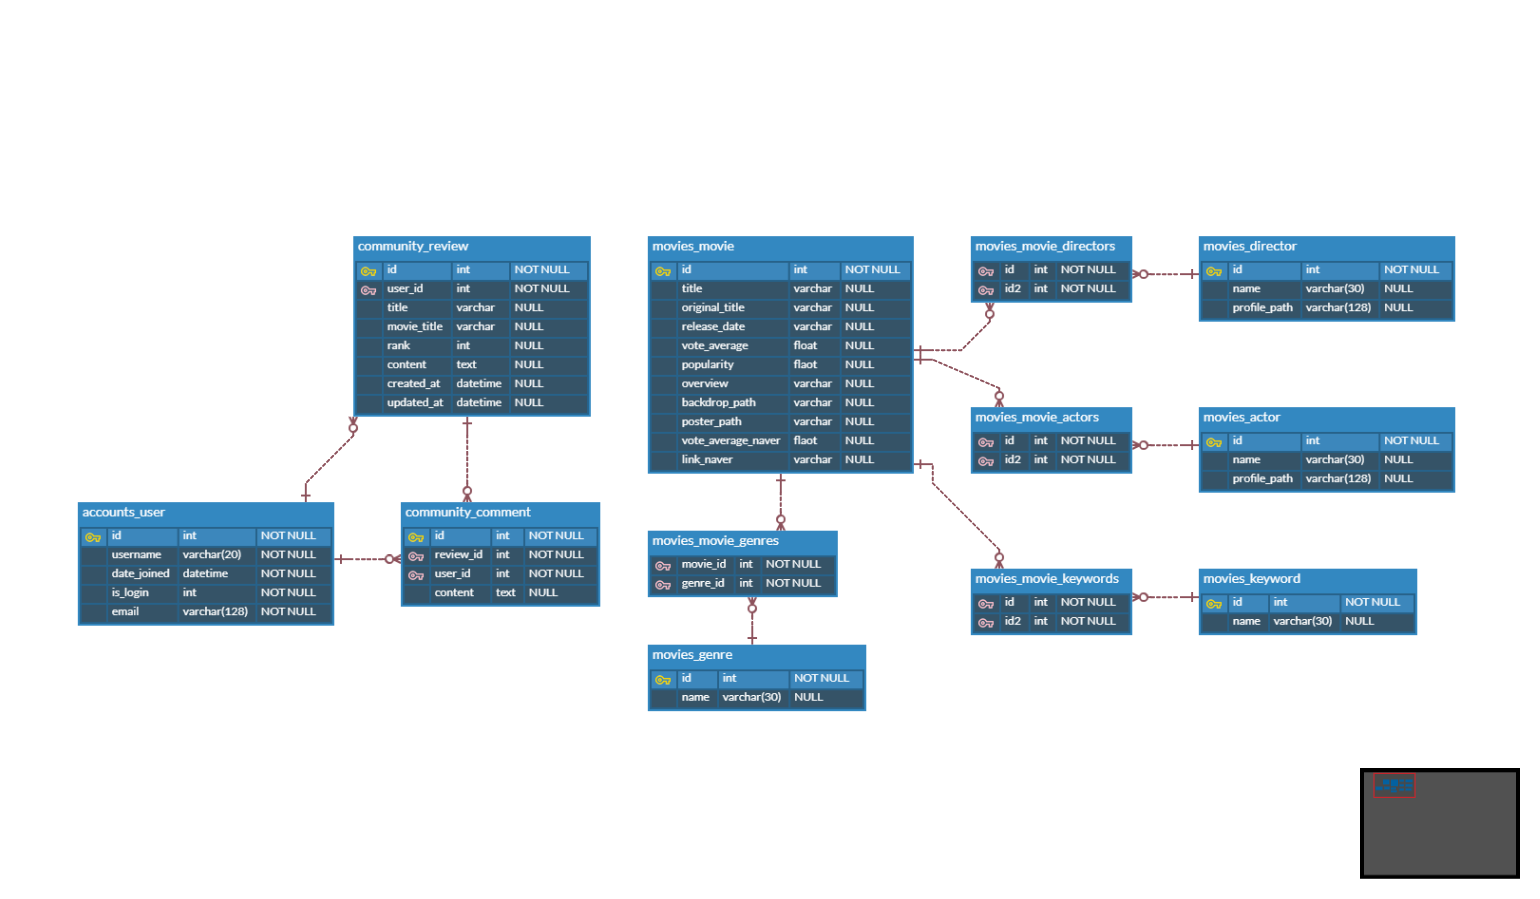 community_review
id int NOT NULL
user_id int NOT NULL
title varchar NULL
movie_title varchar NULL
rank int NULL
content text NULL
created_at datetime NULL
updated_at datetime NULL
movies_movie
id int NOT NULL
title varchar NULL
original_title varchar NULL
release_date varchar NULL
vote_average float NULL
popularity flaot NULL
overview varchar NULL
backdrop_path varchar NULL
poster_path varchar NULL
vote_average_naver flaot NULL
link_naver varchar NULL
movies_movie_directors
id int NOT NULL
id2 int NOT NULL
movies_director
id int NOT NULL
name varchar(30) NULL
profile_path varchar(128) NULL
movies_movie_actors
id int NOT NULL
id2 int NOT NULL
movies_actor
id int NOT NULL
name varchar(30) NULL
profile_path varchar(128) NULL
accounts_user
id int NOT NULL
username varchar(20) NOT NULL
date_joined datetime NOT NULL
is_login int NOT NULL
email varchar(128) NOT NULL
community_comment
id int NOT NULL
review_id int NOT NULL
user_id int NOT NULL
content text NULL
movies_movie_genres
movie_id int NOT NULL
genre_id int NOT NULL
movies_movie_keywords
id int NOT NULL
id2 int NOT NULL
movies_keyword
id int NOT NULL
name varchar(30) NULL
movies_genre
id int NOT NULL
name varchar(30) NULL